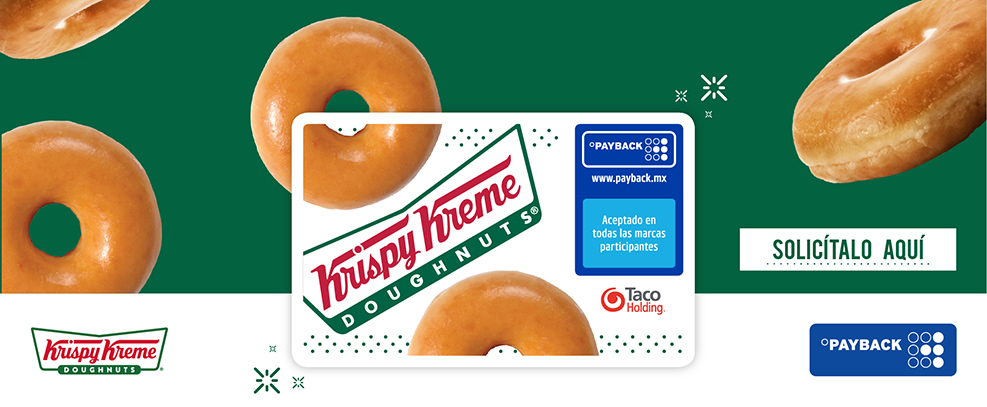 Krispy Kreme
DOUGHNUTS®
°PAYBACK
www.payback.mx
Aceptado en
todas las marcas
participantes
Taco
Holding.
SOLICÍTALO AQUÍ
Krispy Kreme
DOUGHNUTS®
°PAYBACK